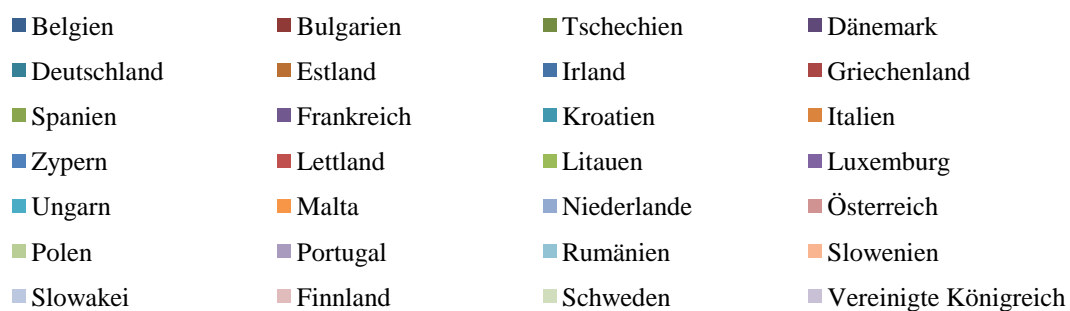 Belgien Bulgarien Tschechien Dänemark
Deutschland Estland Irland Griechenland
Spanien Frankreich Kroatien Italien
Zypern Lettland Litauen Luxemburg
Ungarn Malta Niederlande Österreich
Polen Portugal Rumänien Slowenien
Slowakei Finnland Schweden Vereinigte Königreich